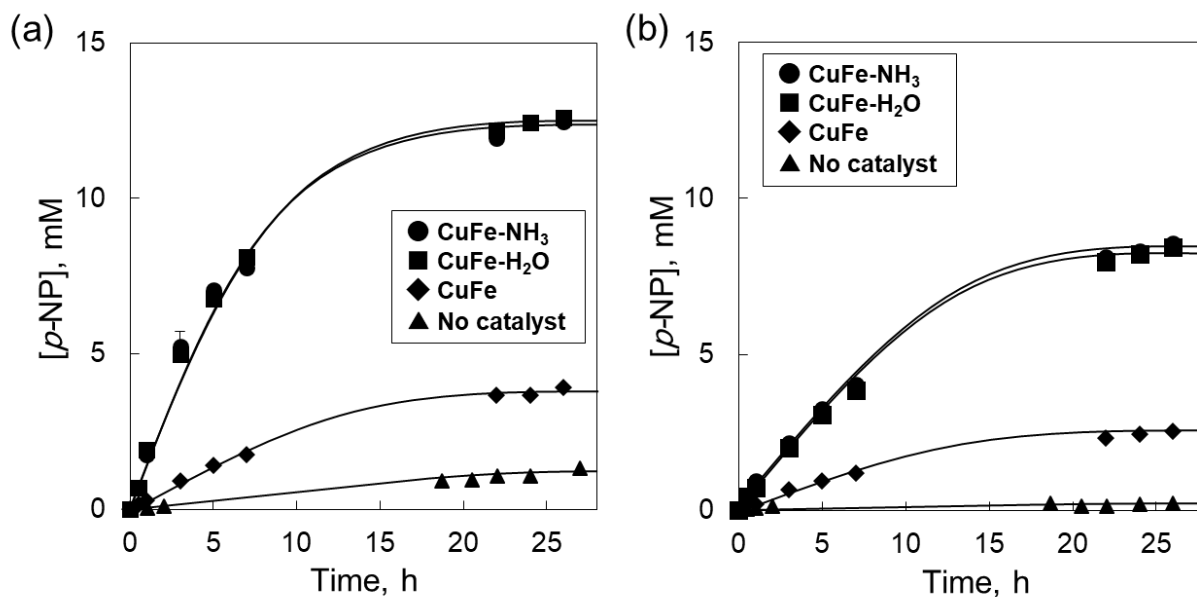 (a)
15
10
5
0
[p-NP], mM
0 5 10 15 20 25
Time, h
CuFe-NH₃
CuFe-H₂O
CuFe
No catalyst
(b)
15
10
5
0
[p-NP], mM
0 5 10 15 20 25
Time, h
CuFe-NH₃
CuFe-H₂O
CuFe
No catalyst